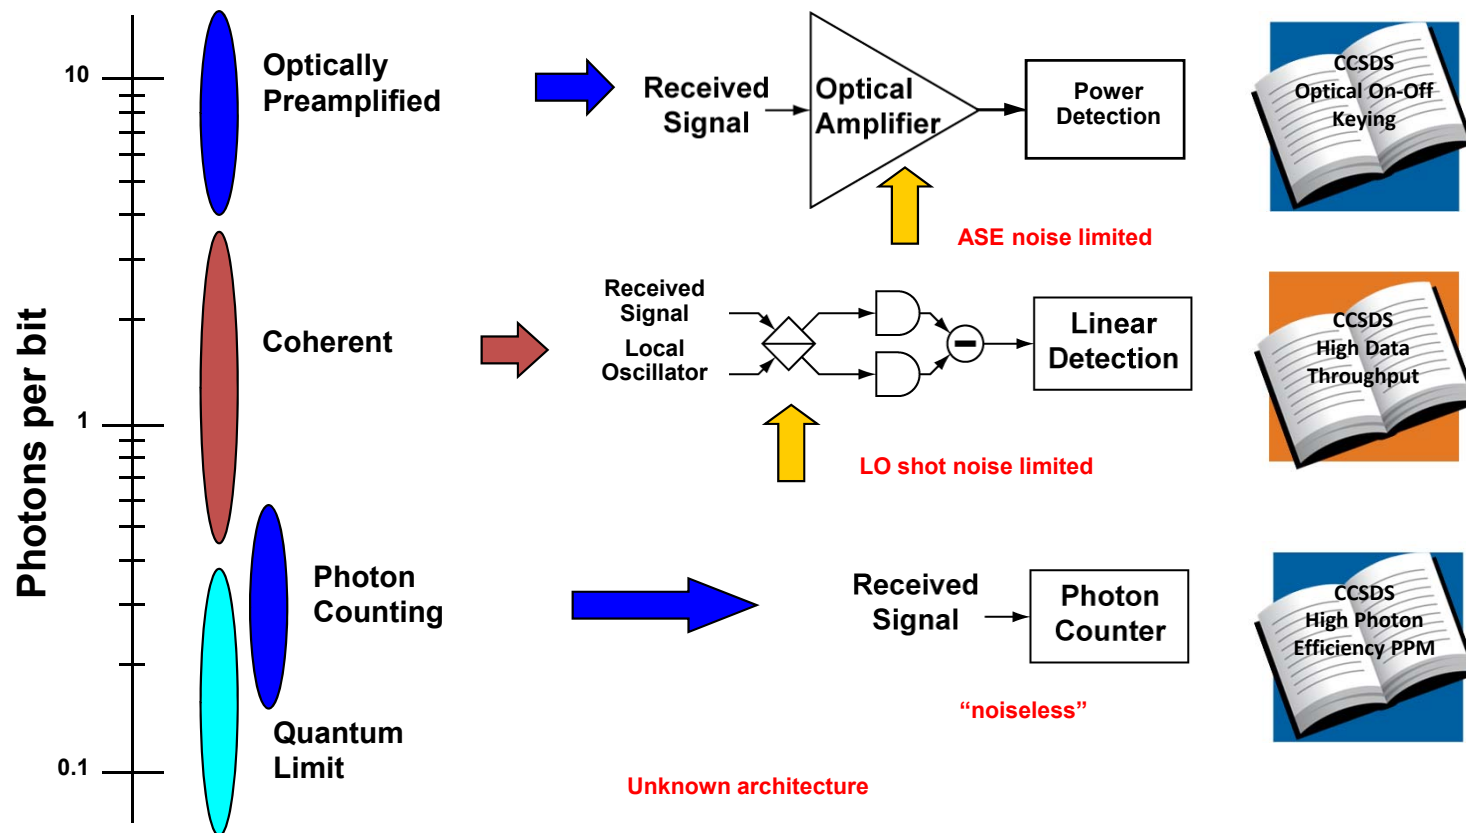 Photons per bit
10
1
0.1
Optically
Preamplified
Received
Signal
Optical
Amplifier
Power
Detection
CCSDS
Optical On-Off
Keying
ASE noise limited
Coherent
Received
Signal
Local
Oscillator
Linear
Detection
CCSDS
High Data
Throughput
LO shot noise limited
Photon
Counting
Received
Signal
Photon
Counter
CCSDS
High Photon
Efficiency PPM
“noiseless”
Quantum
Limit
Unknown architecture